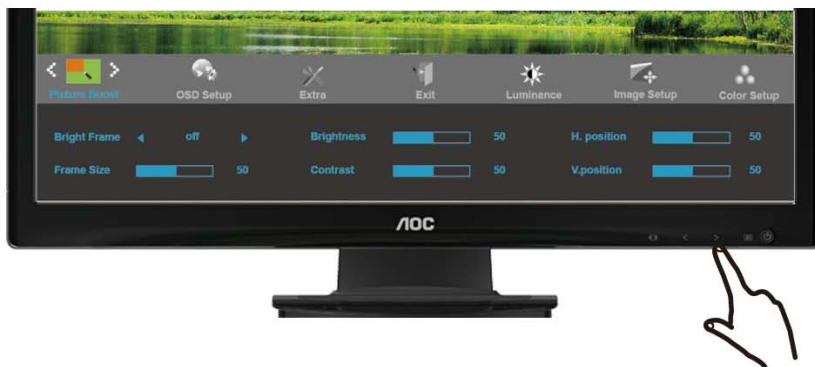 Picture Boost OSD Setup Extra Exit Luminance Image Setup Color Setup
Bright Frame off Brightness 50 H. position 50
Frame Size 50 Contrast 50 V.position 50
AOC